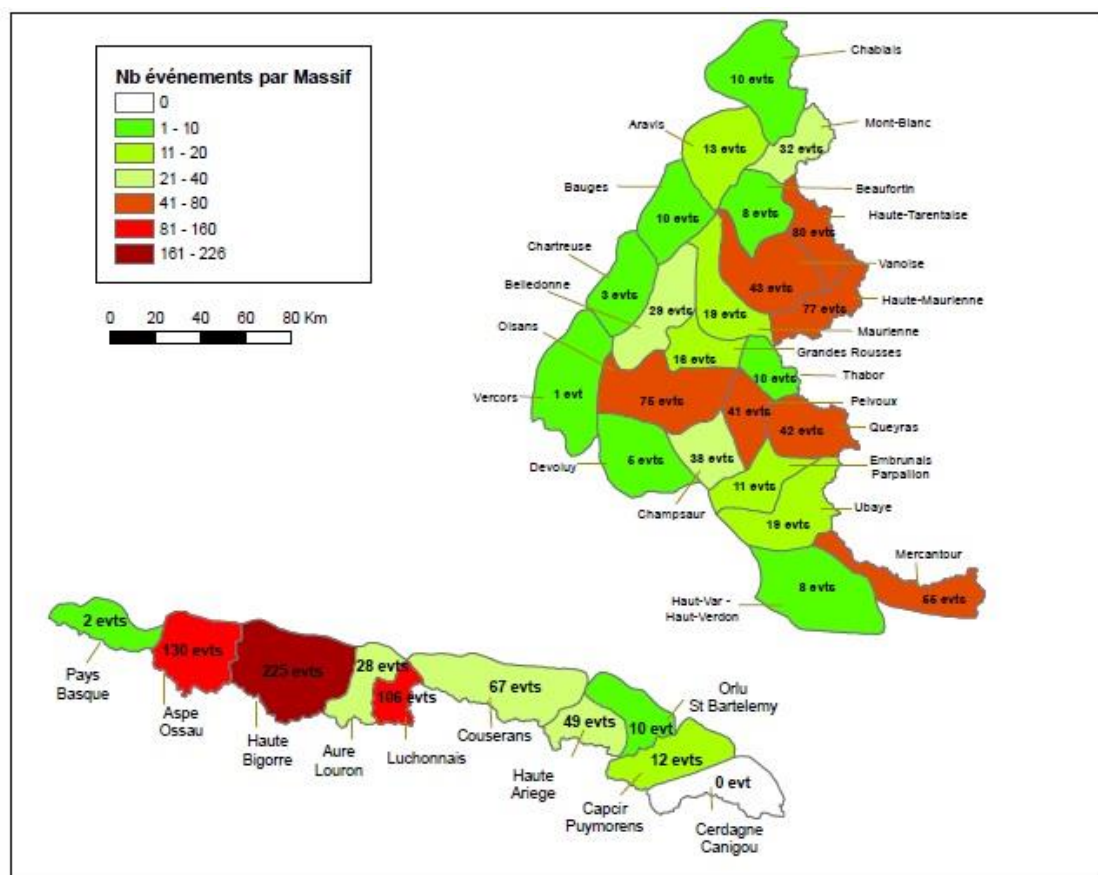 Nb événements par Massif
0
1 - 10
11 - 20
21 - 40
41 - 80
81 - 160
161 - 226
0 20 40 60 80 Km
Chablais
10 evts
Mont-Blanc
32 evts
Aravis
13 evts
Beaufortin
8 evts
Bauges
10 evts
Haute-Tarentaise
80 evts
Chartreuse
3 evts
Vanoise
43 evts
Belledonne
29 evts
Haute-Maurienne
77 evts
Maurienne
19 evts
Oisans
75 evts
Grandes Rousses
16 evts
Thabor
10 evts
Vercors
1 evt
Pelvoux
41 evts
Queyras
42 evts
Devoluy
5 evts
Champsaur
38 evts
Embrunais
Parpaillon
11 evts
Ubaye
19 evts
Mercantour
Haut-Var -
Haut-Verdon
8 evts
evts
Pays
Basque
2 evts
Aspe
Ossau
130 evts
Haute
Bigorre
225 evts
Aure
Louron
28 evts
Luchonnais
106 evts
Couserans
67 evts
Haute
Ariege
49 evts
Orlu
St Bartelemy
10 evt
Capcir
Puymorens
12 evts
Cerdagne
Canigou
0 evt